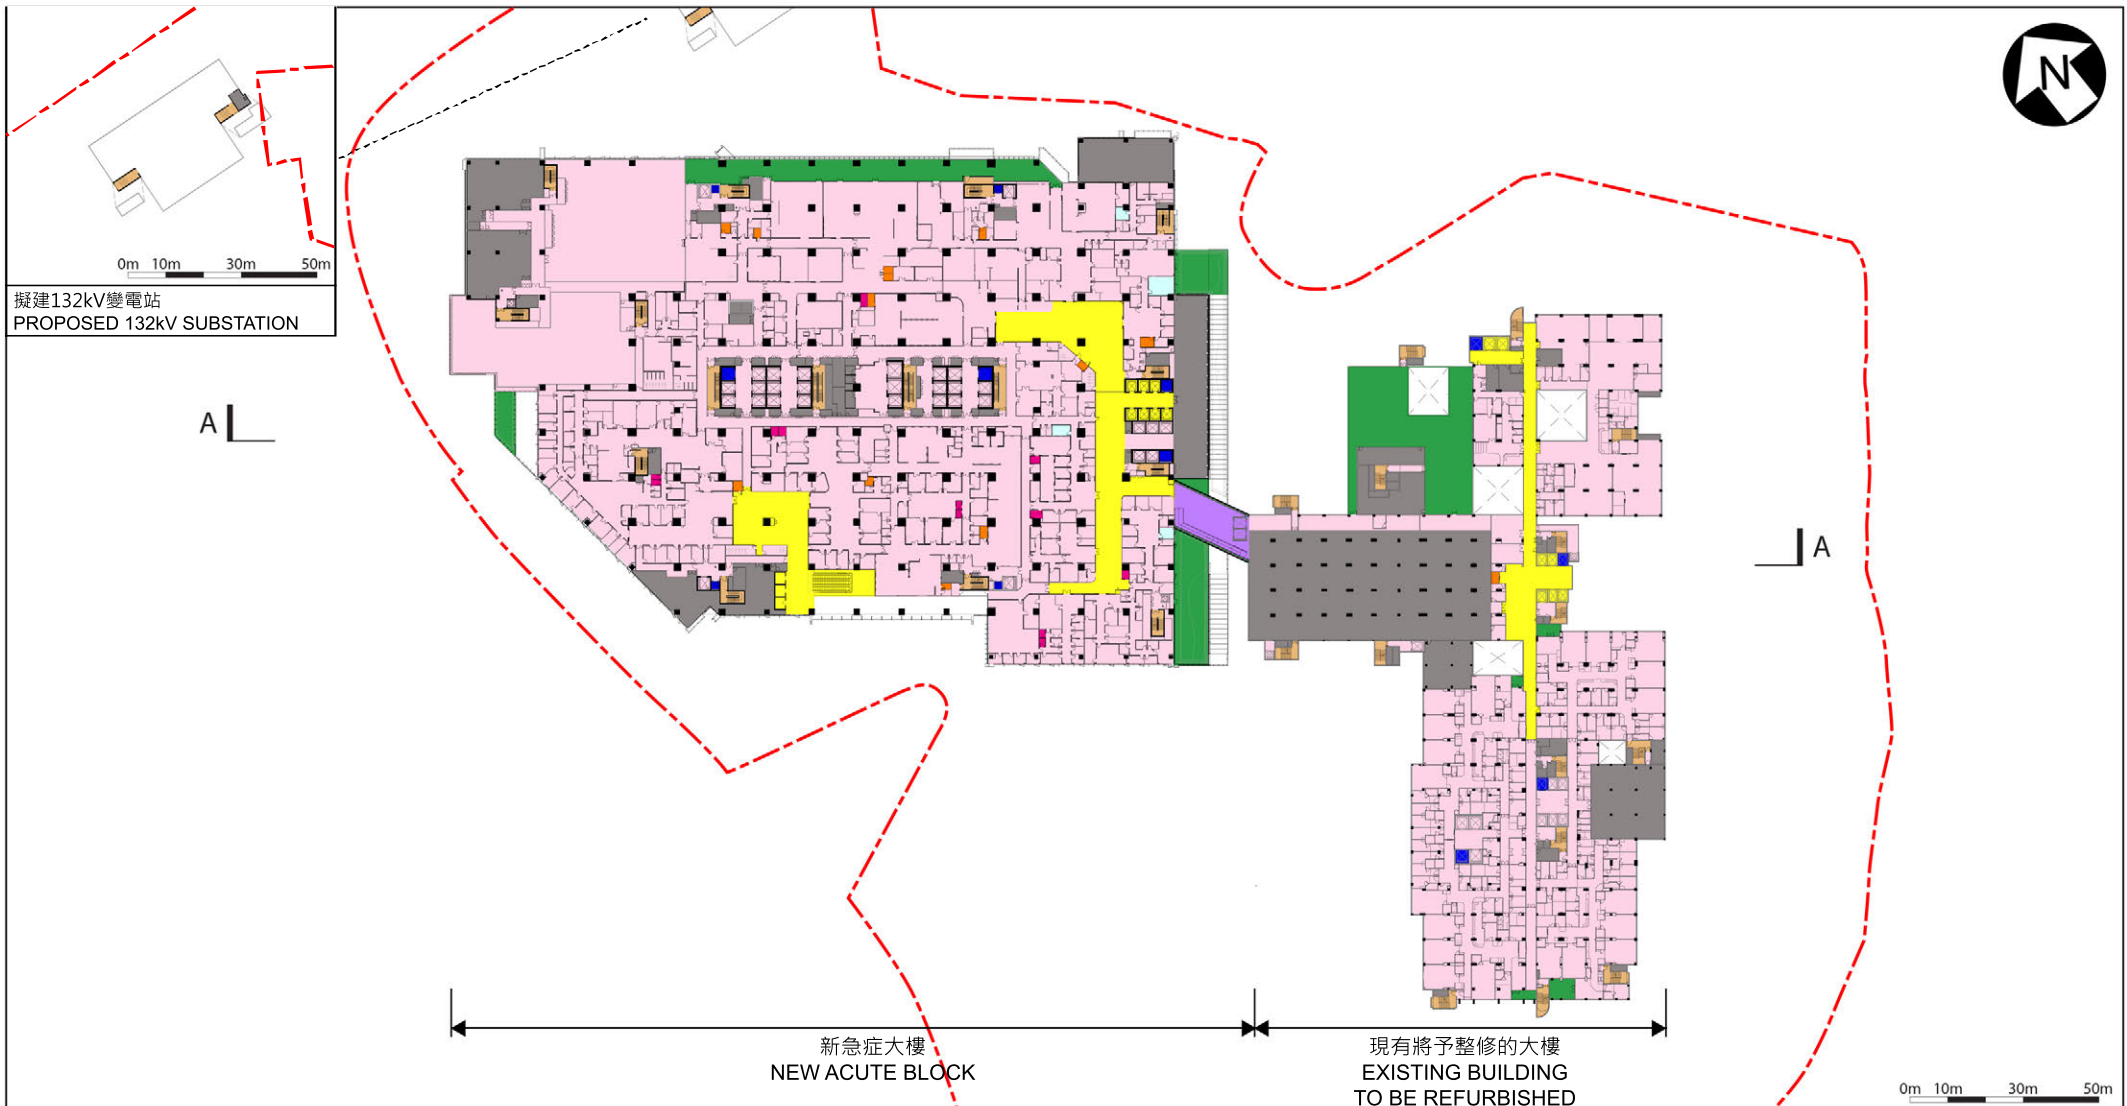 N
0m 10m 30m 50m
擬建132kV變電站
PROPOSED 132kV SUBSTATION
A
A
新急症大樓
NEW ACUTE BLOCK
現有將予整修的大樓
EXISTING BUILDING
TO BE REFURBISHED
0m 10m 30m 50m